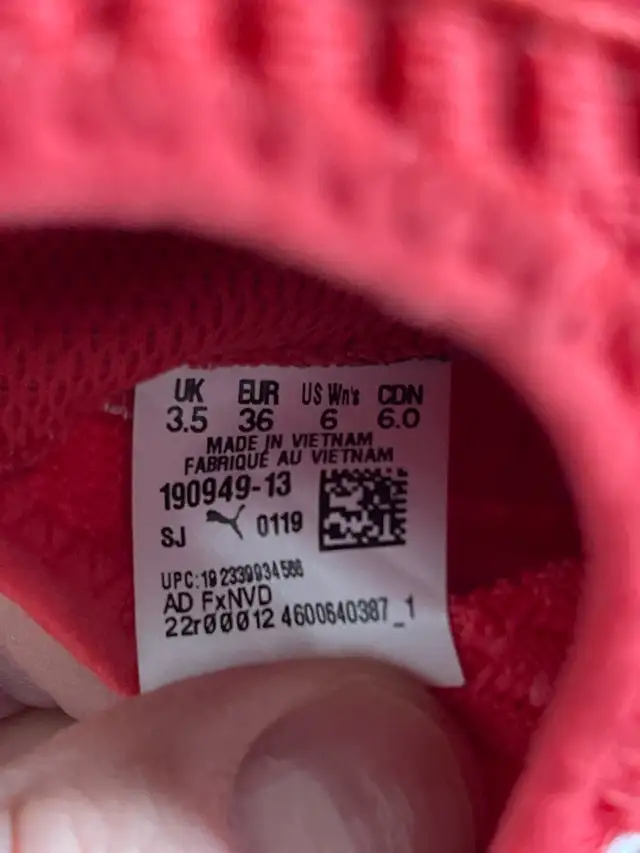 UK EUR US Wn's CDN
3.5 36 6 6.0
MADE IN VIETNAM
FABRIQUÉ AU VIETNAM
190949-13
SJ 0119
UPC:
AD FxNVD
22r00012 4600640387_1